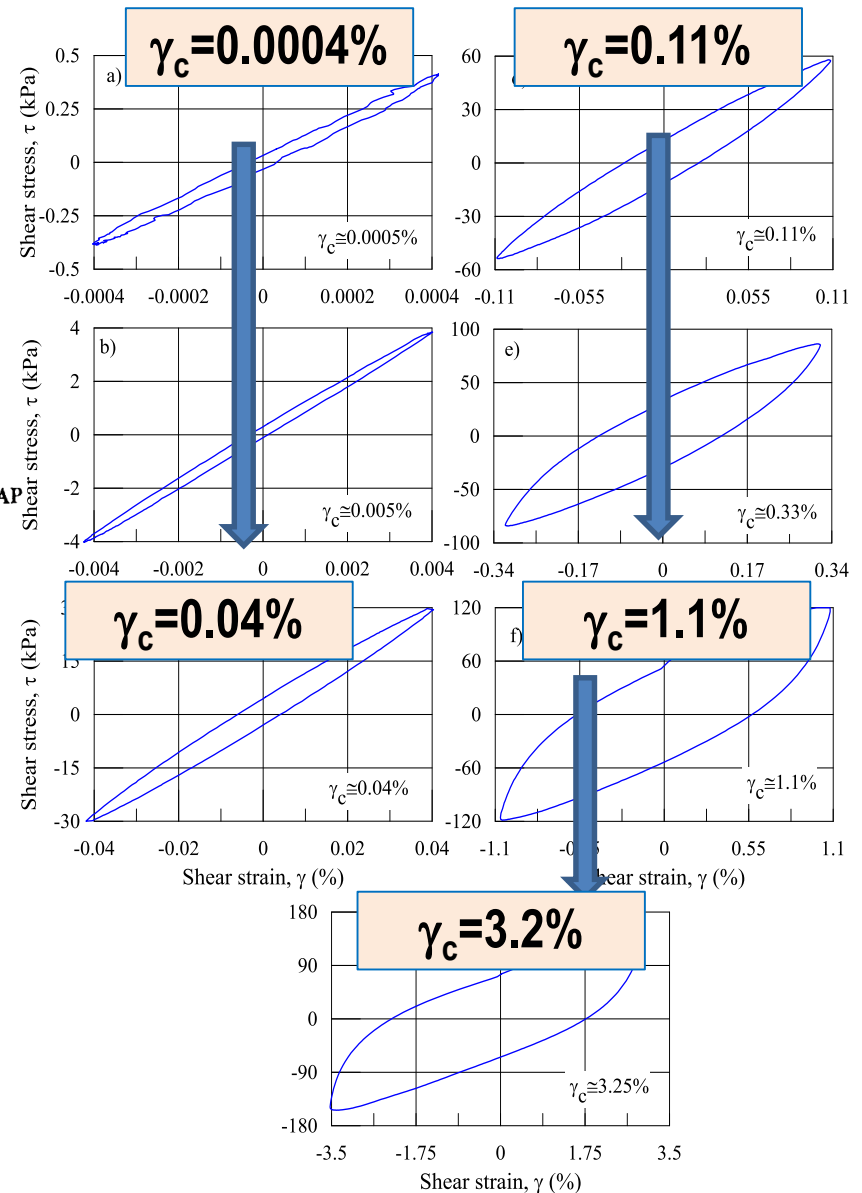 γc=0.0004%
γc=0.11%
Shear stress, τ (kPa)
0.5
0.25
0
-0.25
-0.5
a)
γc≅0.0005%
-0.0004 -0.0002 0 0.0002 0.0004
60
30
0
-30
-60
γc≅0.11%
-0.11 -0.055 0.055 0.11
Shear stress, τ (kPa)
4
2
0
-2
-4
b)
γc≅0.005%
-0.004 -0.002 0 0.002 0.004
100
50
0
-50
-100
e)
γc≅0.33%
-0.34 -0.17 0 0.17 0.34
AP
γc=0.04%
γc=1.1%
Shear stress, τ (kPa)
0
-15
-30
γc≅0.04%
-0.04 -0.02 0 0.02 0.04
Shear strain, γ (%)
120
60
0
-60
-120
f)
γc≅1.1%
-1.1 0 0.55 1.1
hear strain, γ (%)
γc=3.2%
180
90
0
-90
-180
γc≅3.25%
-3.5 -1.75 0 1.75 3.5
Shear strain, γ (%)